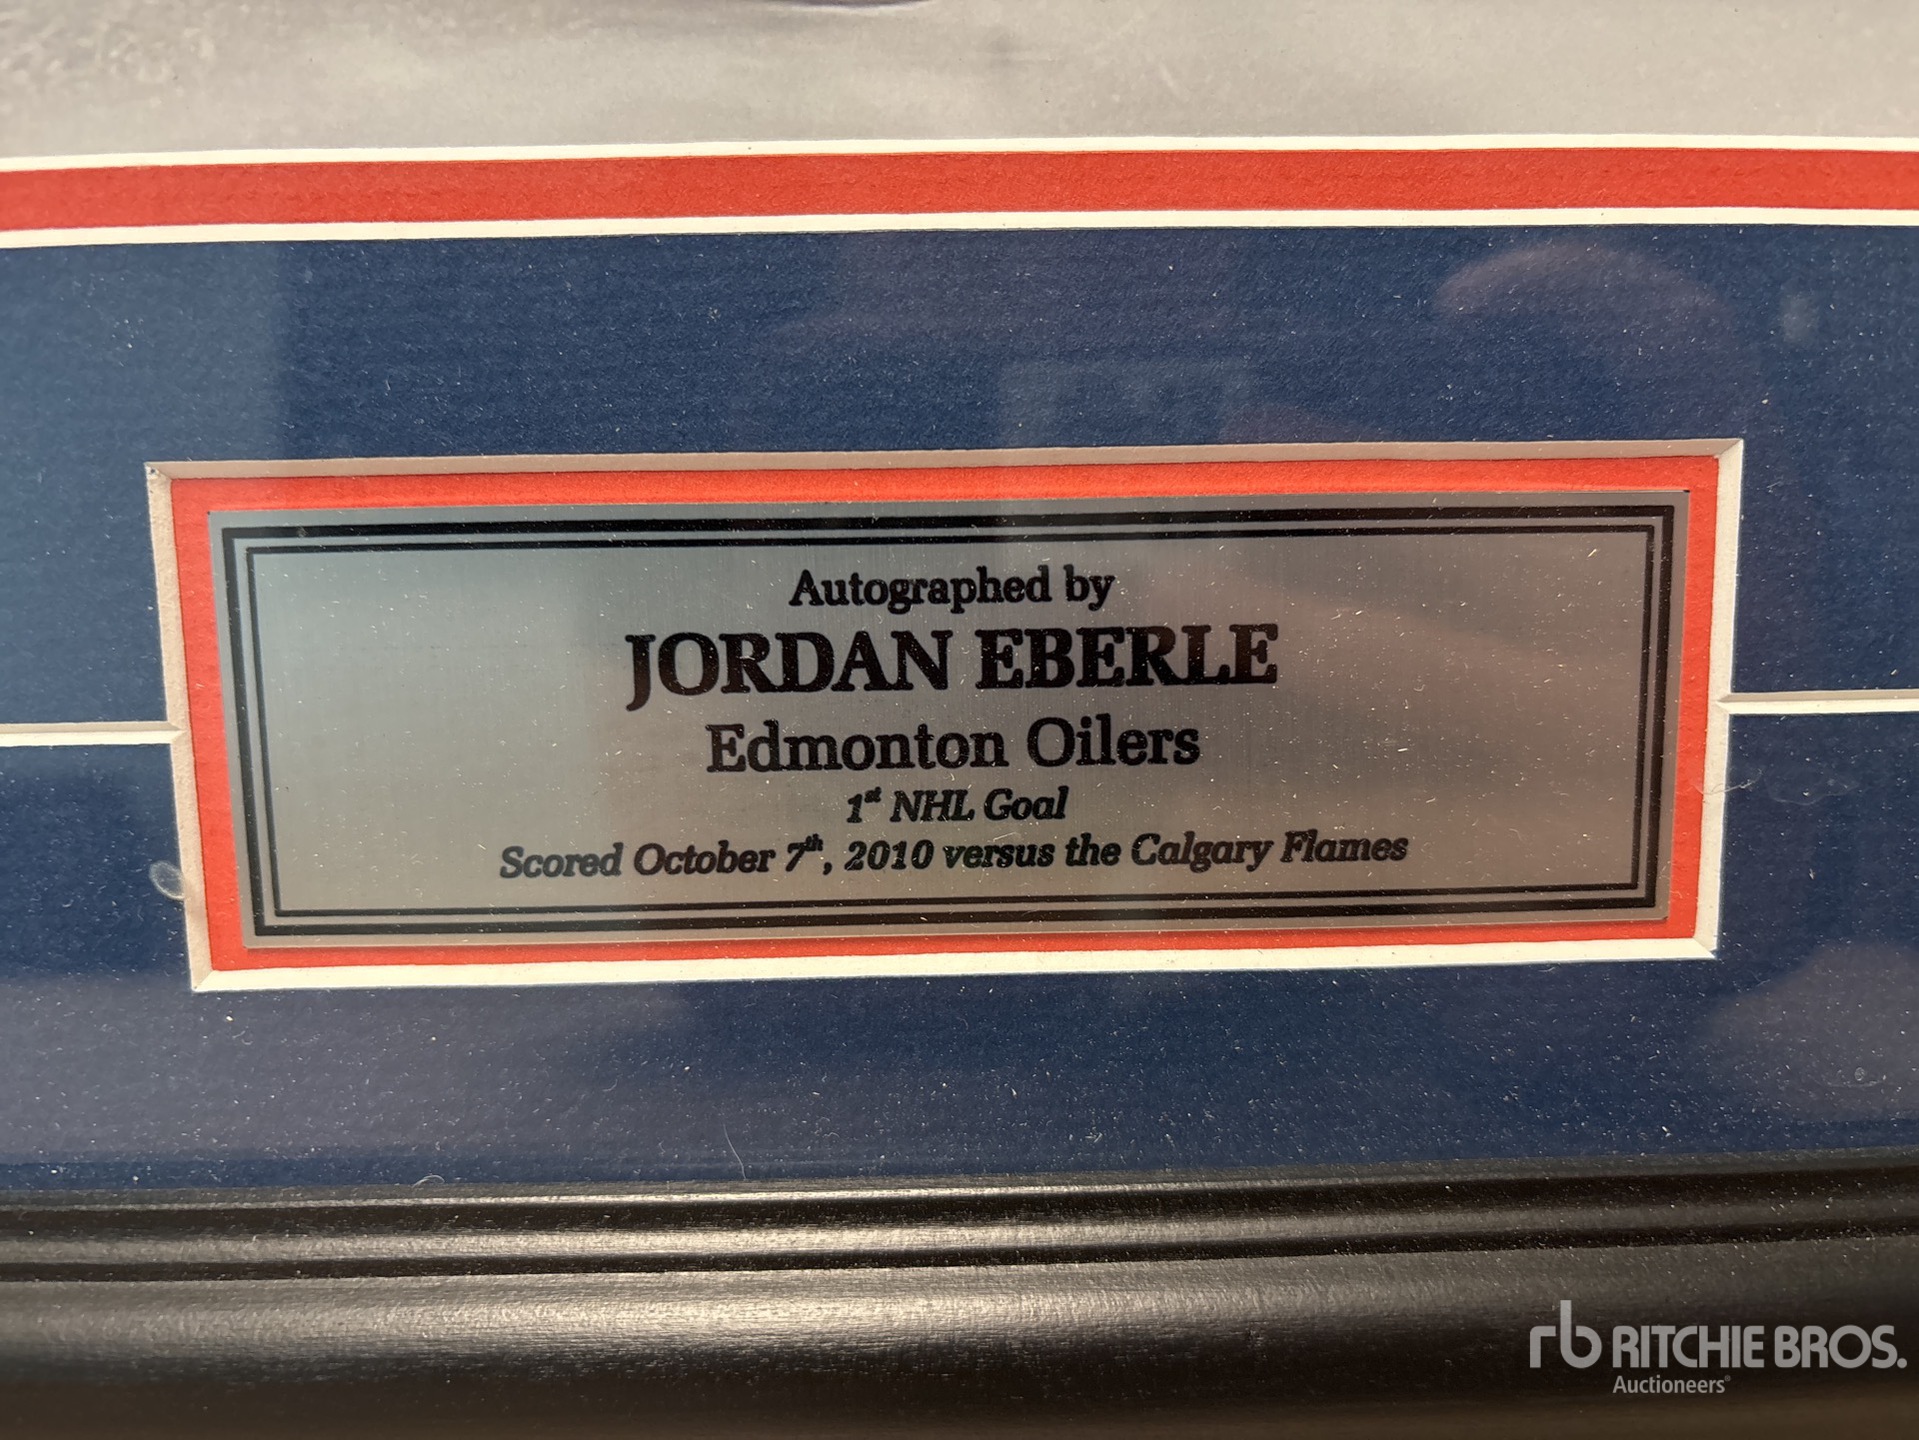 Autographed by
JORDAN EBERLE
Edmonton Oilers
1st NHL Goal
Scored October 7th, 2010 versus the Calgary Flames
rb RITCHIE BROS.
Auctioneers®